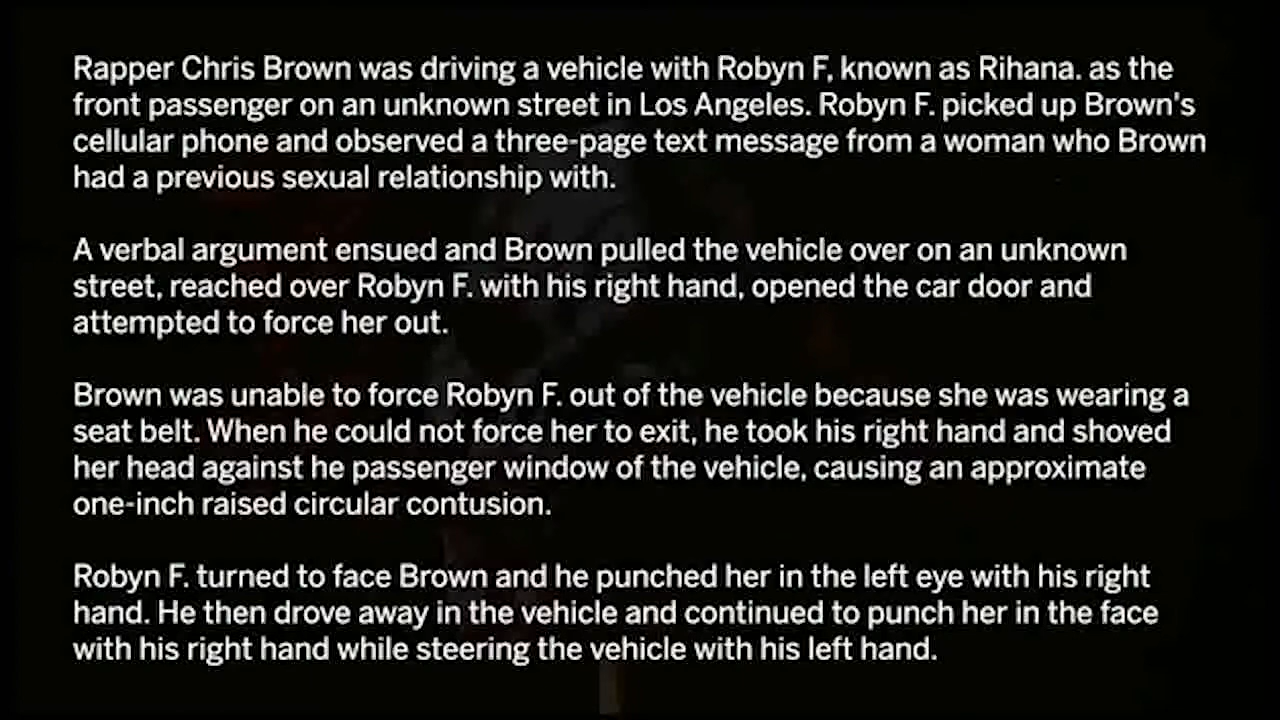 Rapper Chris Brown was driving a vehicle with Robyn F, known as Rihana. as the
front passenger on an unknown street in Los Angeles. Robyn F. picked up Brown's
cellular phone and observed a three-page text message from a woman who Brown
had a previous sexual relationship with.
A verbal argument ensued and Brown pulled the vehicle over on an unknown
street, reached over Robyn F. with his right hand, opened the car door and
attempted to force her out.
Brown was unable to force Robyn F. out of the vehicle because she was wearing a
seat belt. When he could not force her to exit, he took his right hand and shoved
her head against he passenger window of the vehicle, causing an approximate
one-inch raised circular contusion.
Robyn F. turned to face Brown and he punched her in the left eye with his right
hand. He then drove away in the vehicle and continued to punch her in the face
with his right hand while steering the vehicle with his left hand.